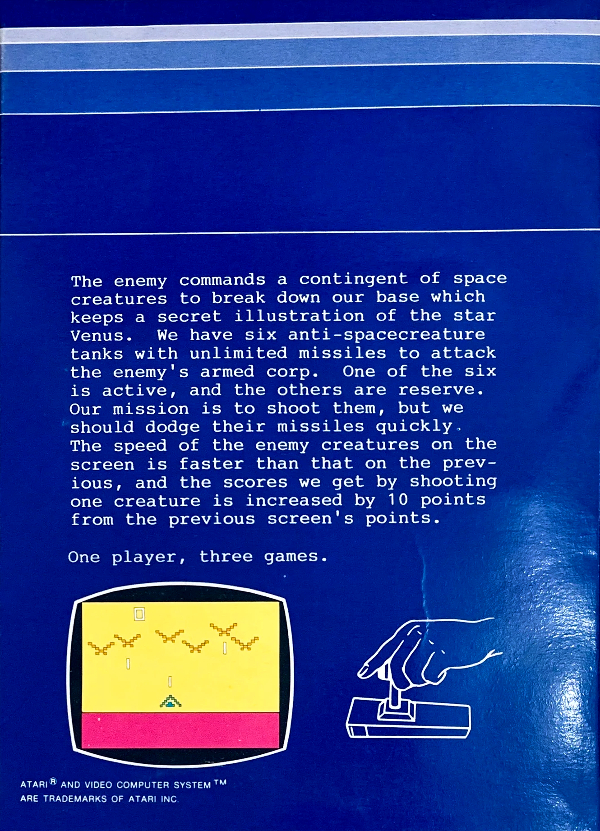 The enemy commands a contingent of space
creatures to break down our base which
keeps a secret illustration of the star
Venus.  We have six anti-spacecreature
tanks with unlimited missiles to attack
the enemy's armed corp.  One of the six
is active, and the others are reserve.
Our mission is to shoot them, but we
should dodge their missiles quickly.
The speed of the enemy creatures on the
screen is faster than that on the prev-
ious, and the scores we get by shooting
one creature is increased by 10 points
from the previous screen's points.
One player, three games.
ATARI® AND VIDEO COMPUTER SYSTEM™
ARE TRADEMARKS OF ATARI INC.